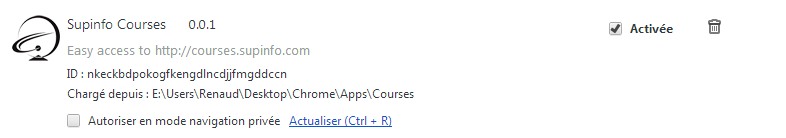 Supinfo Courses 0.0.1 Activée
Easy access to http://courses.supinfo.com
ID : nkeckbdpokogfkengdlncdjjfmgddccn
Chargé depuis : E:\Users\Renaud\Desktop\Chrome\Apps\Courses
Autoriser en mode navigation privée Actualiser (Ctrl + R)